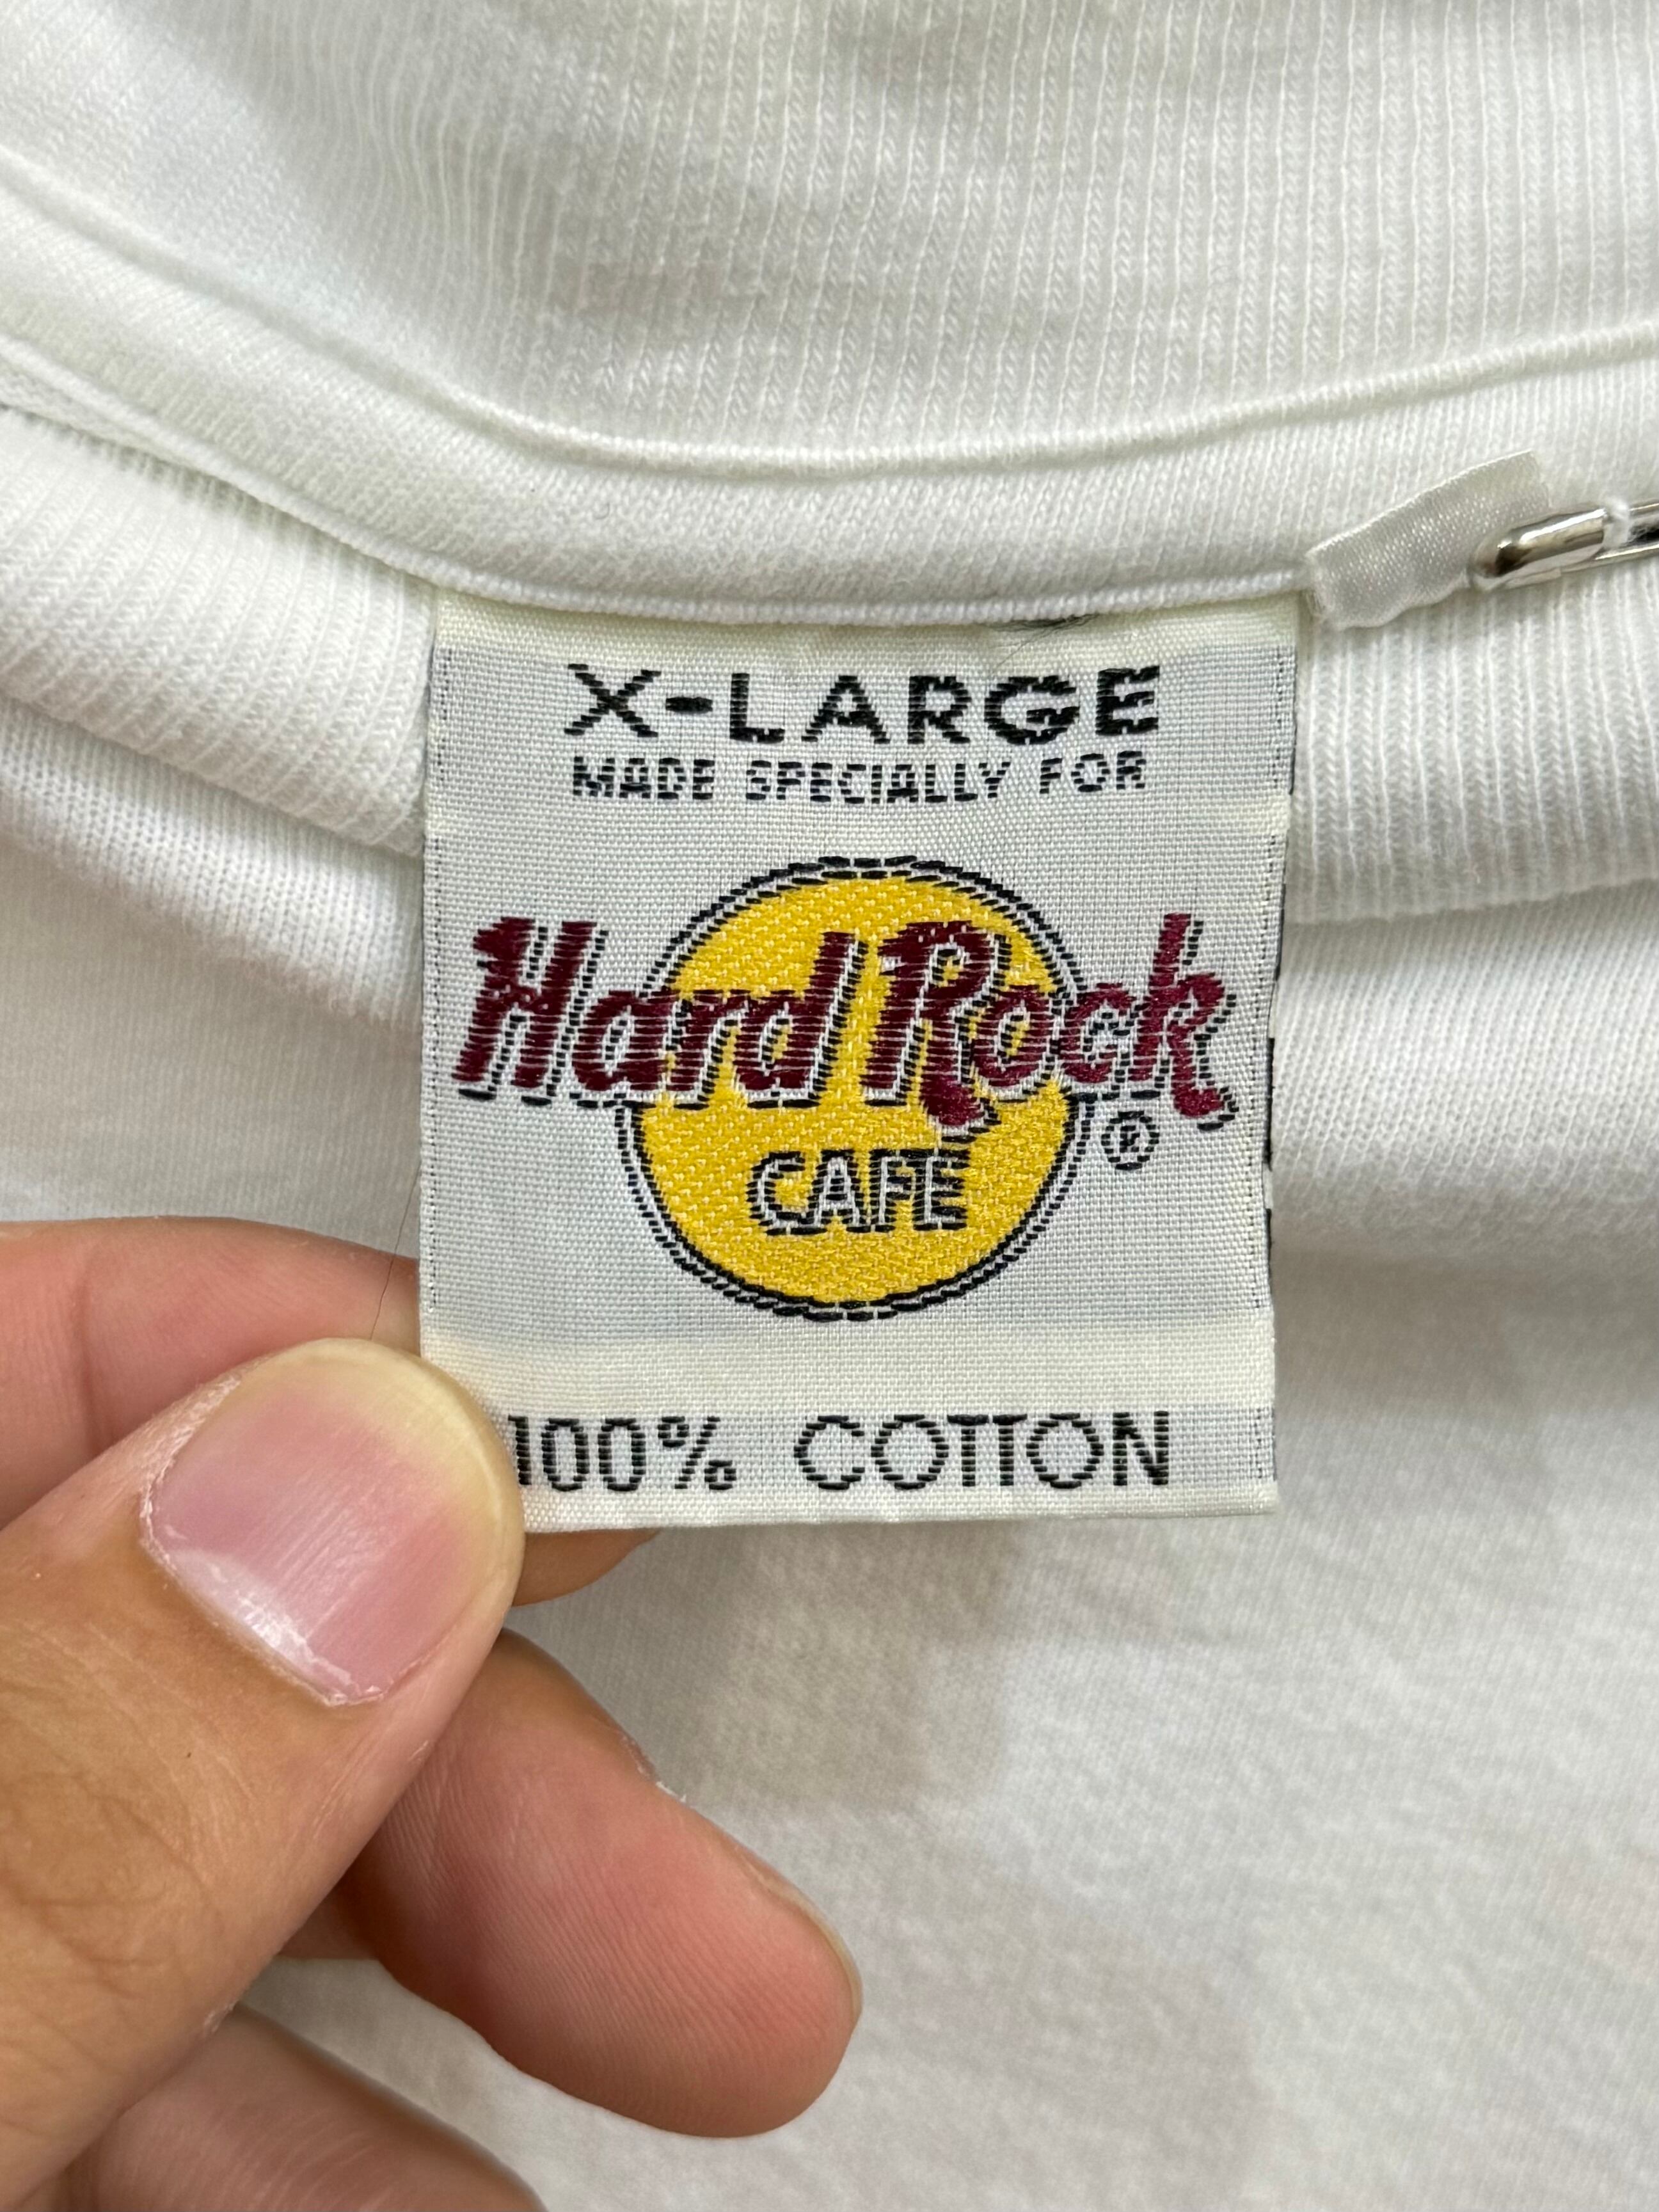 X-LARGE
MADE SPECIALLY FOR
Hard Rock
CAFE
®
100% COTTON